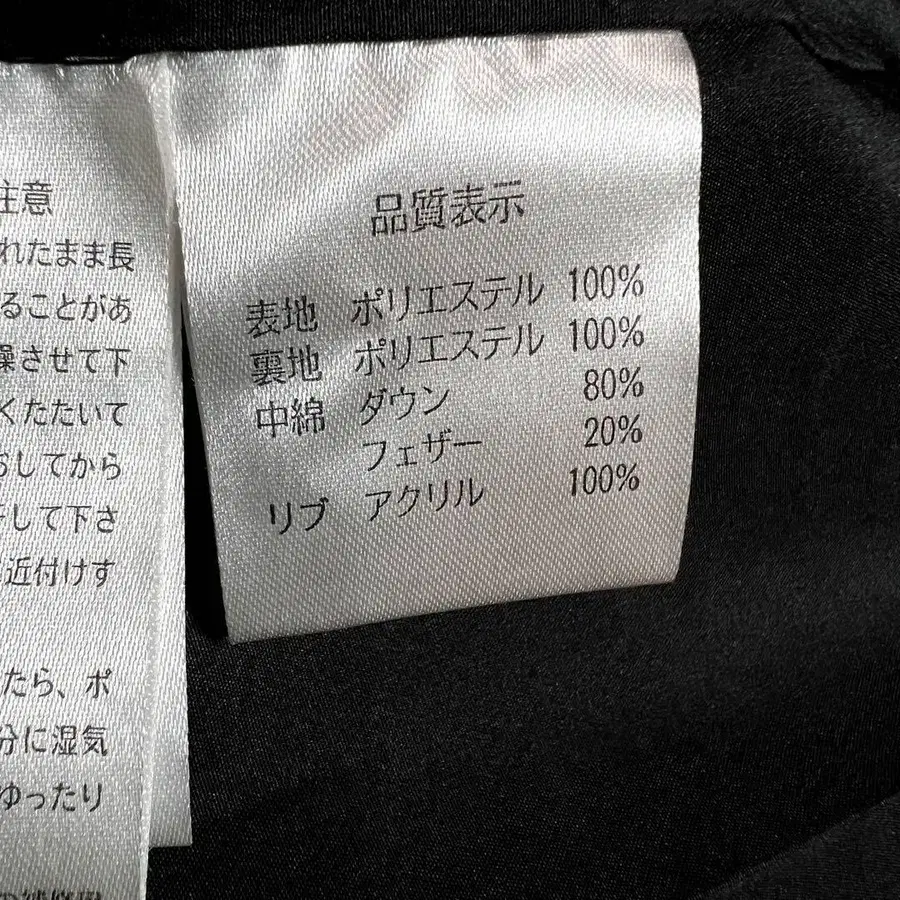 注意
れたまま長
ることがあ
燥させて下
くたたいて
してから
して下さ
近付けす
たら、ポ
分に湿気
ゆったり
品質表示
表地 ポリエステル 100%
裏地 ポリエステル 100%
中綿 ダウン 80%
フェザー 20%
リブ アクリル 100%